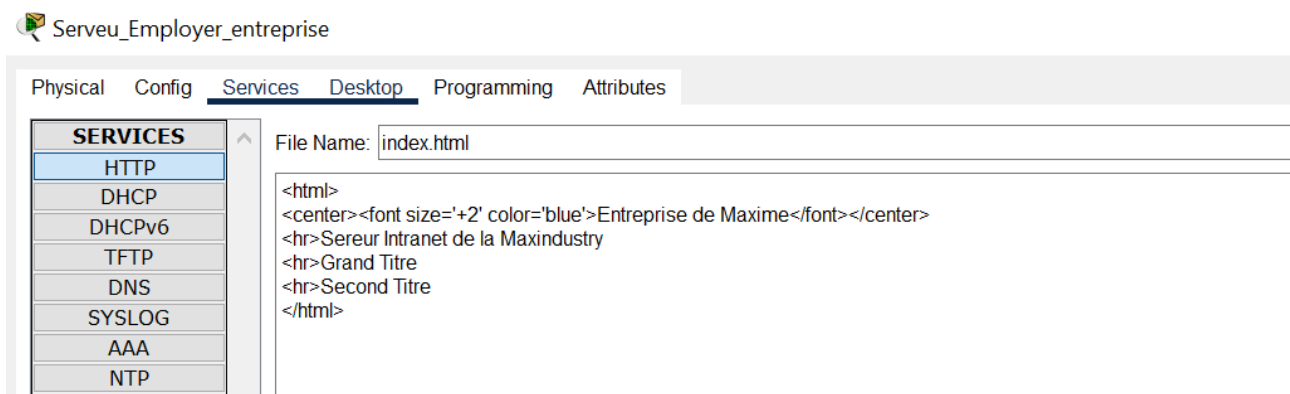 Serveu_Employer_entreprise
Physical Config Services Desktop Programming Attributes
SERVICES
HTTP
DHCP
DHCPv6
TFTP
DNS
SYSLOG
AAA
NTP
File Name: index.html
<html>
<center><font size='+2' color='blue'>Entreprise de Maxime</font></center>
<hr>Sereur Intranet de la Maxindustry
<hr>Grand Titre
<hr>Second Titre
</html>